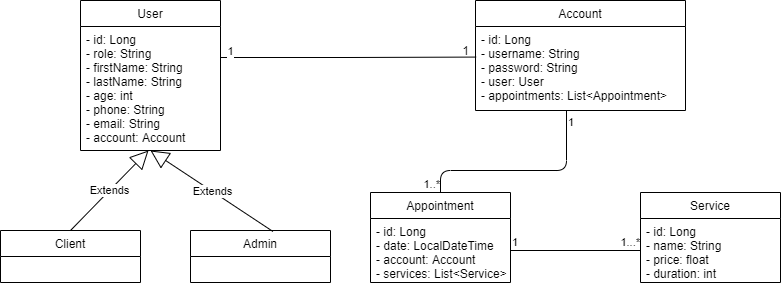 User
- id: Long
- role: String
- firstName: String
- lastName: String
- age: int
- phone: String
- email: String
- account: Account
1
1
Account
- id: Long
- username: String
- password: String
- user: User
- appointments: List<Appointment>
1
1..*
Extends
Extends
Client
Admin
Appointment
- id: Long
- date: LocalDateTime
- account: Account
- services: List<Service>
1
1...*
Service
- id: Long
- name: String
- price: float
- duration: int